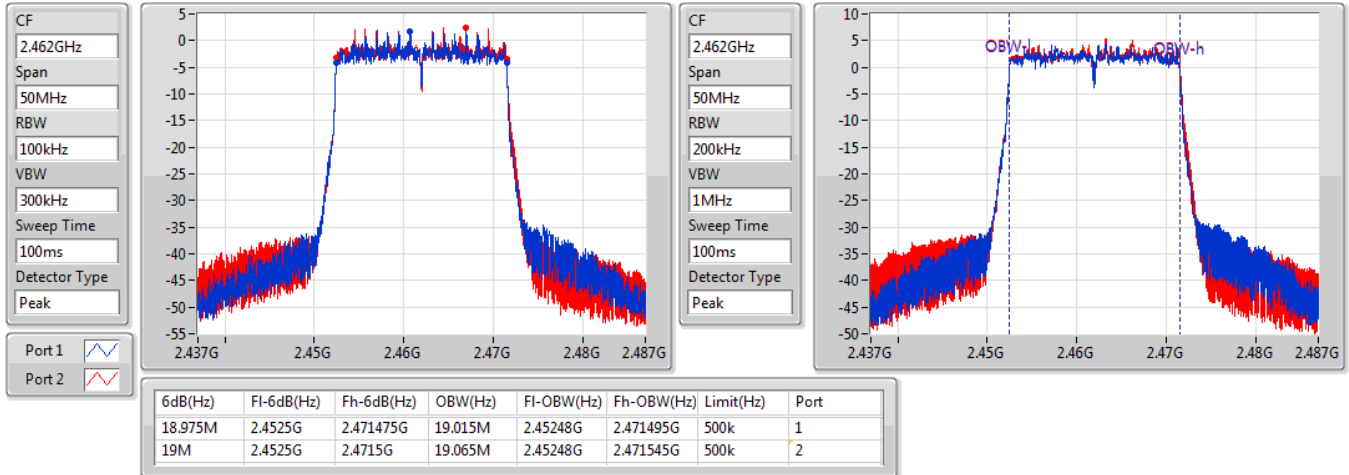 CF
2.462GHz
Span
50MHz
RBW
100kHz
VBW
300kHz
Sweep Time
100ms
Detector Type
Peak
5
0
-5
-10
-15
-20
-25
-30
-35
-40
-45
-50
-55
2.437G 2.45G 2.46G 2.47G 2.48G 2.487G
CF
2.462GHz
Span
50MHz
RBW
200kHz
VBW
1MHz
Sweep Time
100ms
Detector Type
Peak
10
5
0
-5
-10
-15
-20
-25
-30
-35
-40
-45
-50
OBW-h
2.437G 2.45G 2.46G 2.47G 2.48G 2.487G
Port 1
Port 2
6dB(Hz) Fl-6dB(Hz) Fh-6dB(Hz) OBW(Hz) Fl-OBW(Hz) Fh-OBW(Hz) Limit(Hz) Port
18.975M 2.4525G 2.471475G 19.015M 2.45248G 2.471495G 500k 1
19M 2.4525G 2.4715G 19.065M 2.45248G 2.471545G 500k 2